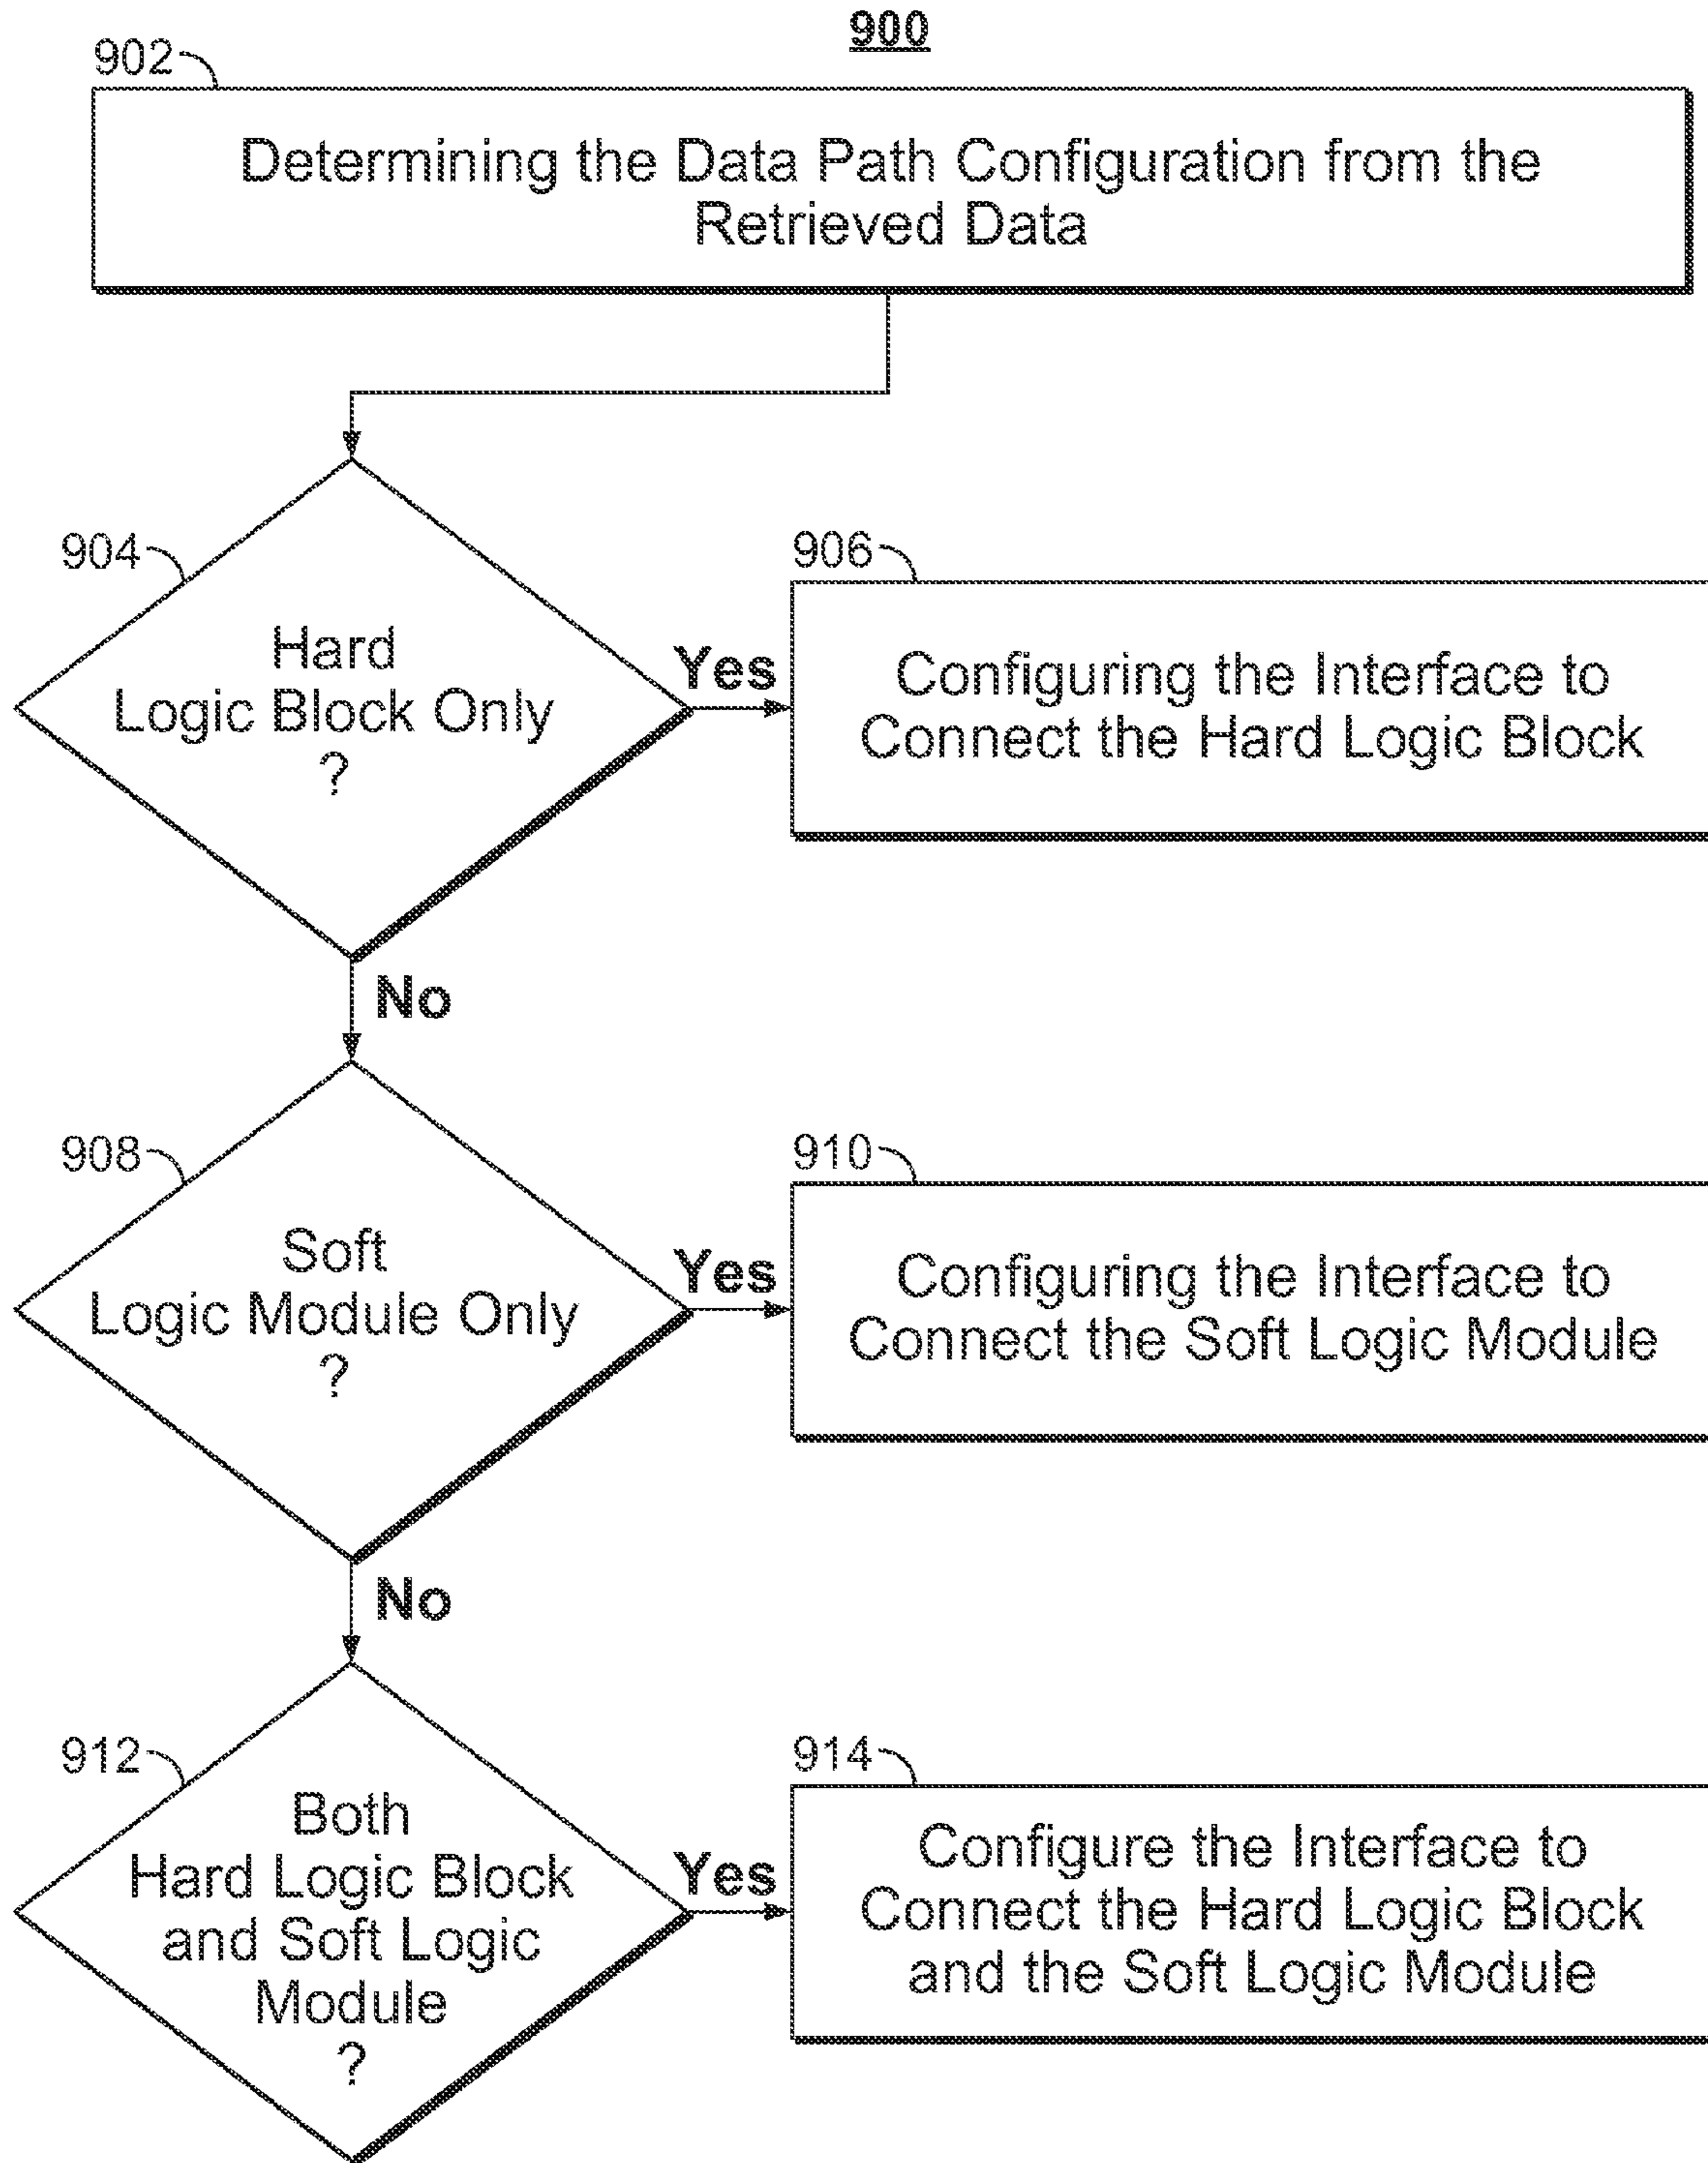 900
902
Determining the Data Path Configuration from the
Retrieved Data
904
Hard
Logic Block Only
?
Yes
906
Configuring the Interface to
Connect the Hard Logic Block
No
908
Soft
Logic Module Only
?
Yes
910
Configuring the Interface to
Connect the Soft Logic Module
No
912
Both
Hard Logic Block
and Soft Logic
Module
?
Yes
914
Configure the Interface to
Connect the Hard Logic Block
and the Soft Logic Module